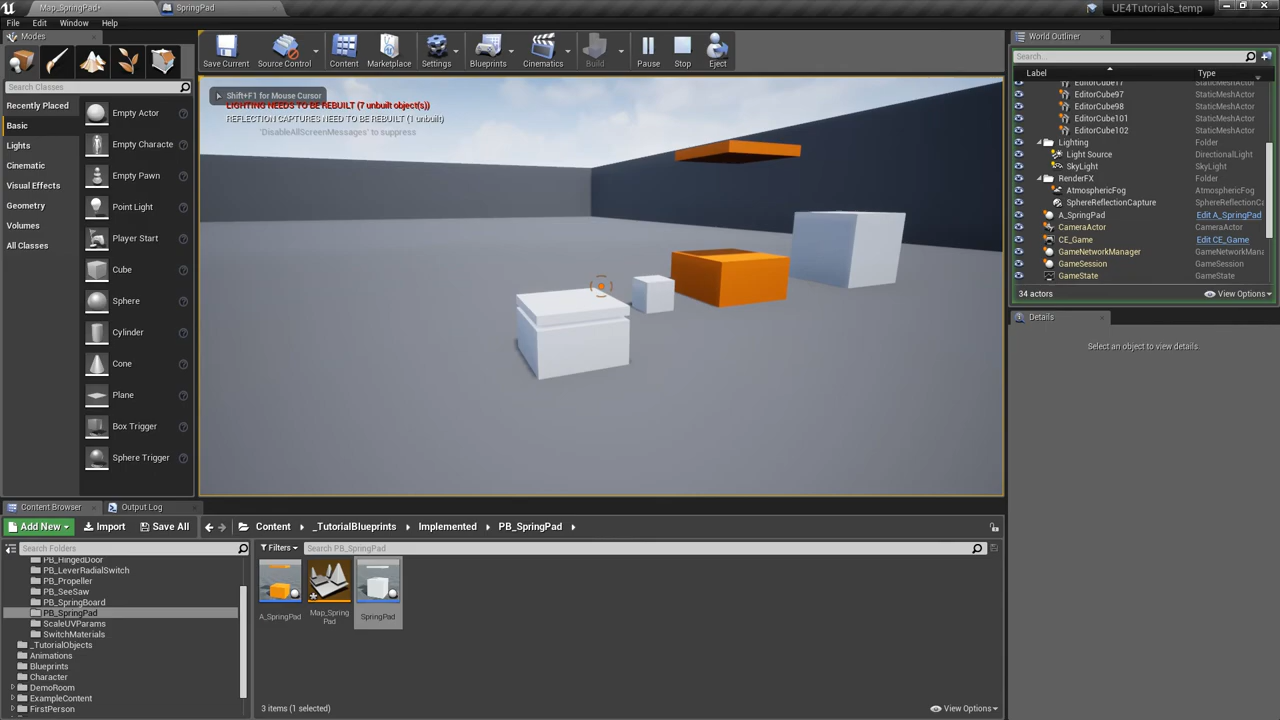 Map_SpringPad*
SpringPad
UE4Tutorials_temp
File Edit Window Help
Modes
Search Classes
Recently Placed
Basic
Lights
Cinematic
Visual Effects
Geometry
Volumes
All Classes
Empty Actor
Empty Characte
Empty Pawn
Point Light
Player Start
Cube
Sphere
Cylinder
Cone
Plane
Box Trigger
Sphere Trigger
Save Current Source Control Content Marketplace Settings Blueprints Cinematics Build Pause Stop Eject
Shift+F1 for Mouse Cursor
LIGHTING NEEDS TO BE REBUILT (7 unbuilt object(s))
REFLECTION CAPTURES NEED TO BE REBUILT (1 unbuilt)
'DisableAllScreenMessages' to suppress
World Outliner
Search...
Label Type
EditorCube17 StaticMeshActor
EditorCube97 StaticMeshActor
EditorCube98 StaticMeshActor
EditorCube101 StaticMeshActor
EditorCube102 StaticMeshActor
Lighting Folder
Light Source DirectionalLight
SkyLight SkyLight
RenderFX Folder
AtmosphericFog AtmosphericFog
SphereReflectionCapture SphereReflectionCa
A_SpringPad Edit A_SpringPad
CameraActor CameraActor
CE_Game Edit CE_Game
GameNetworkManager GameNetworkMana
GameSession GameSession
GameState GameState
34 actors View Options
Details
Select an object to view details.
Content Browser Output Log
Add New Import Save All Content _TutorialBlueprints Implemented PB_SpringPad
Search Folders
PB_HingedDoor
PB_LeverRadialSwitch
PB_Propeller
PB_SeeSaw
PB_SpringBoard
PB_SpringPad
ScaleUVParams
SwitchMaterials
_TutorialObjects
Animations
Blueprints
Character
DemoRoom
ExampleContent
FirstPerson
Filters Search PB_SpringPad
A_SpringPad
Map_Spring
Pad
SpringPad
3 items (1 selected) View Options